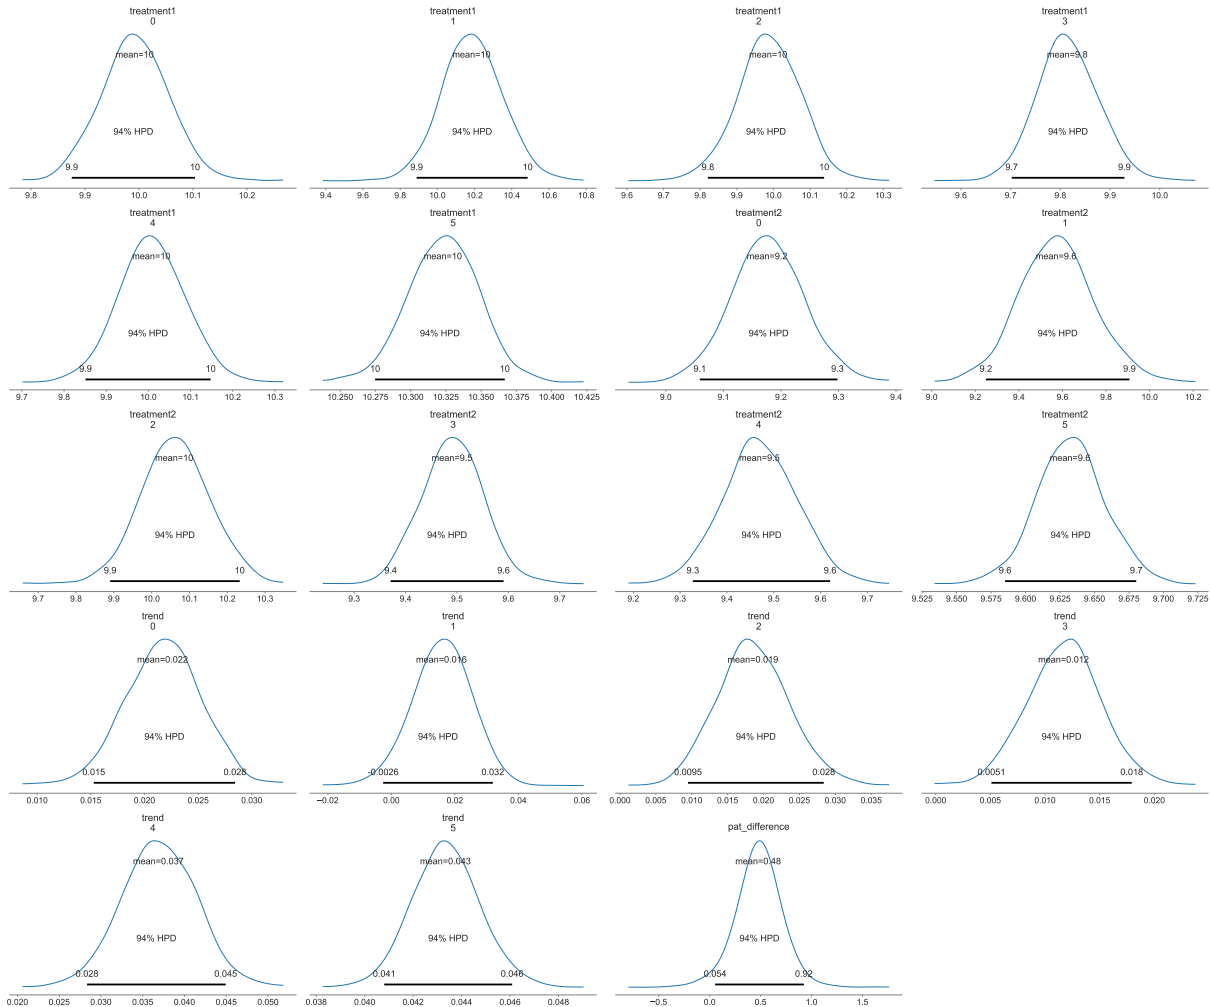 treatment1
0
mean=10
94% HPD
9.9 10
9.8 9.9 10.0 10.1 10.2
treatment1
1
mean=10
94% HPD
9.9 10
9.4 9.6 9.8 10.0 10.2 10.4 10.6 10.8
treatment1
2
mean=10
94% HPD
9.8 10
9.6 9.7 9.8 9.9 10.0 10.1 10.2 10.3
treatment1
3
mean=9.8
94% HPD
9.7 9.9
9.6 9.7 9.8 9.9 10.0
treatment1
4
mean=10
94% HPD
9.9 10
9.7 9.8 9.9 10.0 10.1 10.2 10.3
treatment1
5
mean=10
94% HPD
10 10
10.250 10.275 10.300 10.325 10.350 10.375 10.400 10.425
treatment2
0
mean=9.2
94% HPD
9.1 9.3
9.0 9.1 9.2 9.3 9.4
treatment2
1
mean=9.6
94% HPD
9.2 9.9
9.0 9.2 9.4 9.6 9.8 10.0 10.2
treatment2
2
mean=10
94% HPD
9.9 10
9.7 9.8 9.9 10.0 10.1 10.2 10.3
treatment2
3
mean=9.5
94% HPD
9.4 9.6
9.3 9.4 9.5 9.6 9.7
treatment2
4
mean=9.5
94% HPD
9.3 9.6
9.2 9.3 9.4 9.5 9.6 9.7
treatment2
5
mean=9.6
94% HPD
9.6 9.7
9.525 9.550 9.575 9.600 9.625 9.650 9.675 9.700 9.725
trend
0
mean=0.022
94% HPD
0.015 0.028
0.010 0.015 0.020 0.025 0.030
trend
1
mean=0.016
94% HPD
-0.0026 0.032
−0.02 0.00 0.02 0.04 0.06
trend
2
mean=0.019
94% HPD
0.0095 0.028
0.000 0.005 0.010 0.015 0.020 0.025 0.030 0.035
trend
3
mean=0.012
94% HPD
0.0051 0.018
0.000 0.005 0.010 0.015 0.020
trend
4
mean=0.037
94% HPD
0.028 0.045
0.020 0.025 0.030 0.035 0.040 0.045 0.050
trend
5
mean=0.043
94% HPD
0.041 0.046
0.038 0.040 0.042 0.044 0.046 0.048
pat_difference
mean=0.48
94% HPD
0.054 0.92
−0.5 0.0 0.5 1.0 1.5